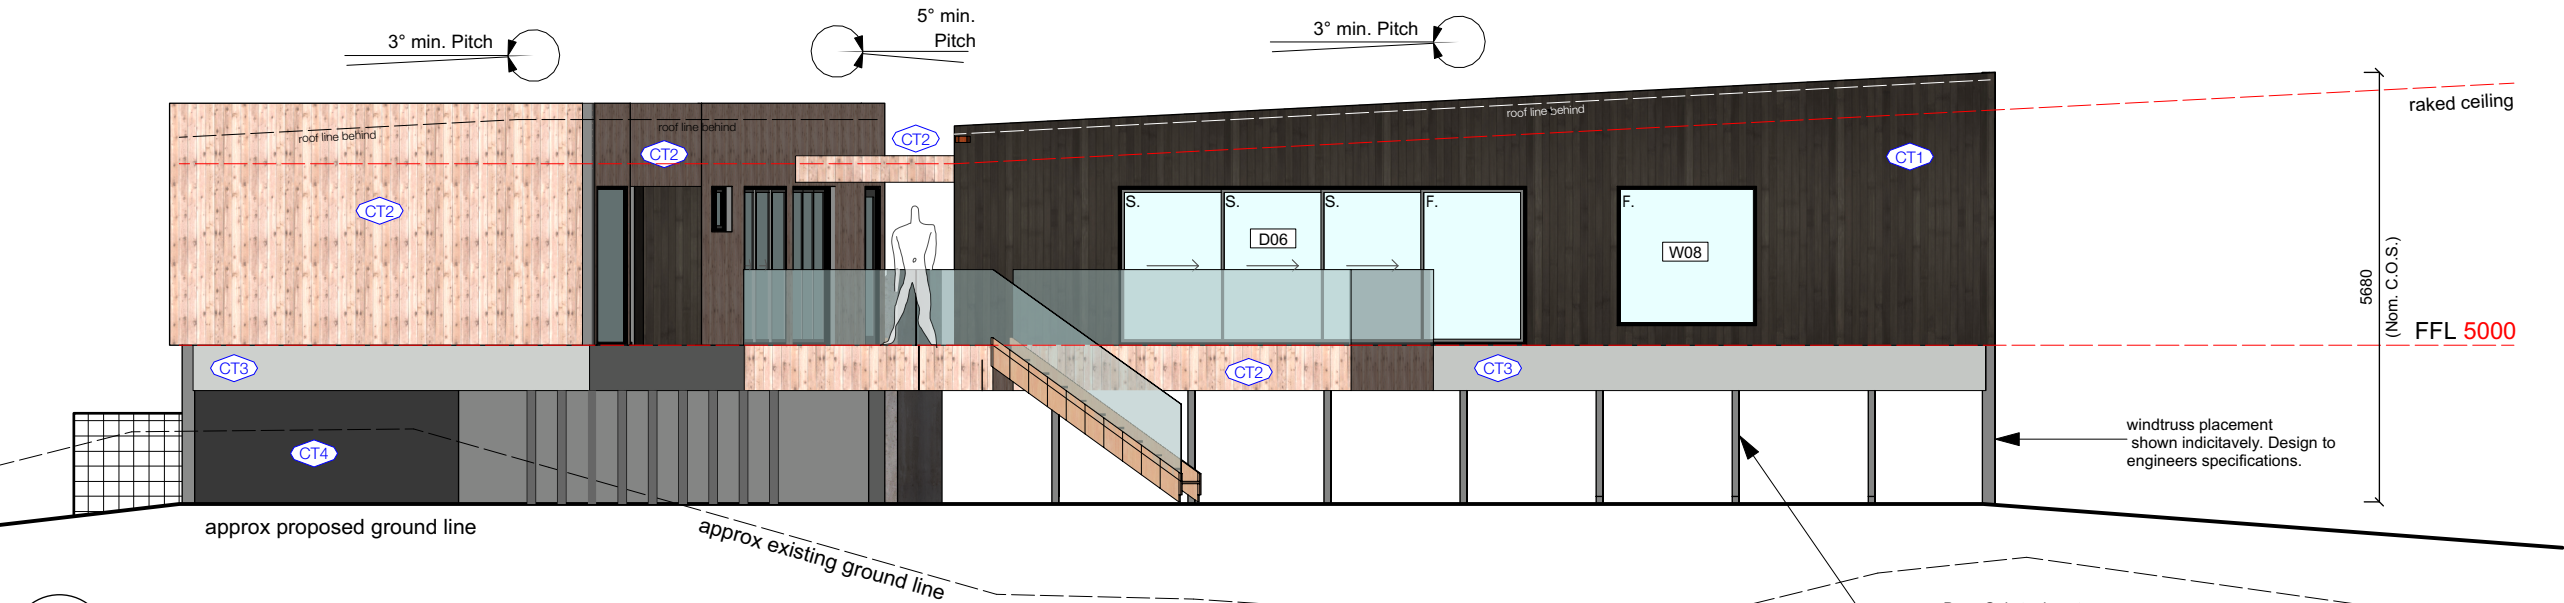 3° min. Pitch
5° min.
Pitch
3° min. Pitch
roof line behind
roof line behind
roof line behind
raked ceiling
CT2
CT2
CT2
CT1
S.
S.
S.
F.
F.
D06
W08
5680
(Nom. C.O.S.)
FFL 5000
CT3
CT2
CT3
CT4
windtruss placement
shown indicitavely. Design to
engineers specifications.
approx proposed ground line
approx existing ground line